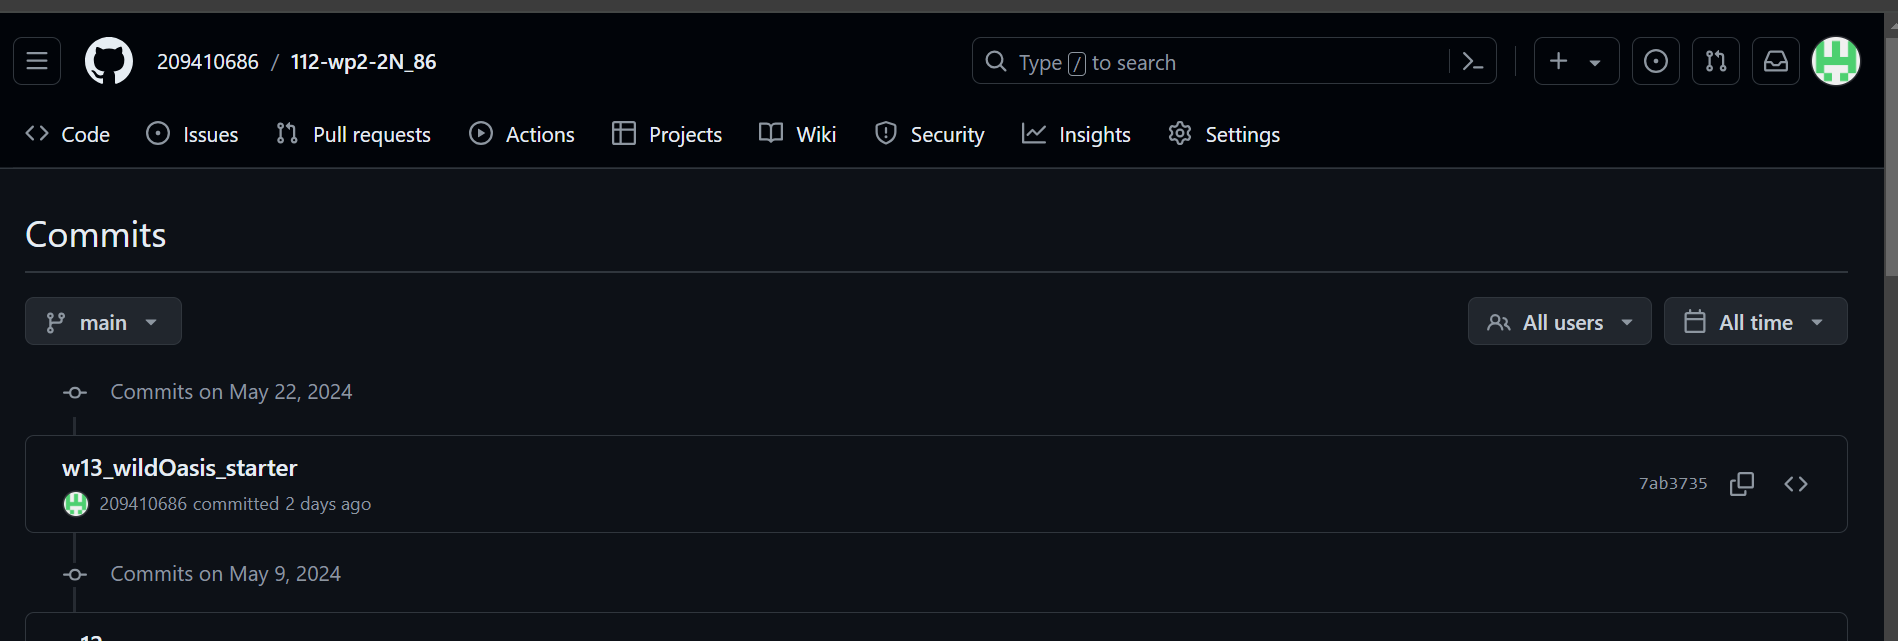 209410686 / 112-wp2-2N_86
Type / to search
Code Issues Pull requests Actions Projects Wiki Security Insights Settings
Commits
main All users All time
Commits on May 22, 2024
w13_wildOasis_starter
209410686 committed 2 days ago
7ab3735
Commits on May 9, 2024